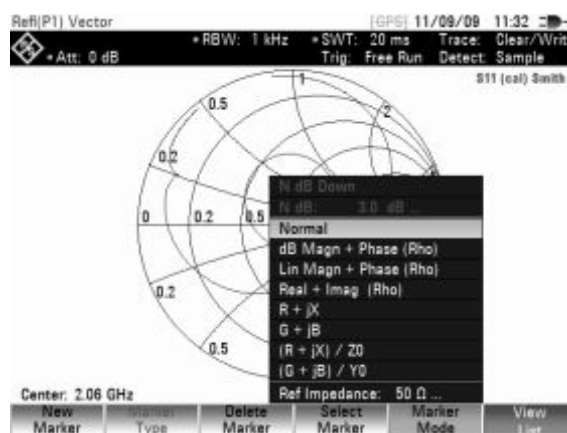 Refl(P1) Vector [GPS] 11/09/09 11:32
• RBW: 1 kHz • SWT: 20 ms Trace: Clear/Writ
• Att: 0 dB Trig: Free Run Detect: Sample
S11 (cal) Smith
1
0.5
2
0.2
0 0.2 0.5
0.2
0.5
N dB Down
N dB: 3.0 dB ...
Normal
dB Magn + Phase (Rho)
Lin Magn + Phase (Rho)
Real + Imag (Rho)
R + jX
G + jB
(R + jX) / Z0
(G + jB) / Y0
Ref Impedance: 50 Ω ...
Center: 2.06 GHz
New Marker
Marker Type
Delete Marker
Select Marker
Marker Mode
View List